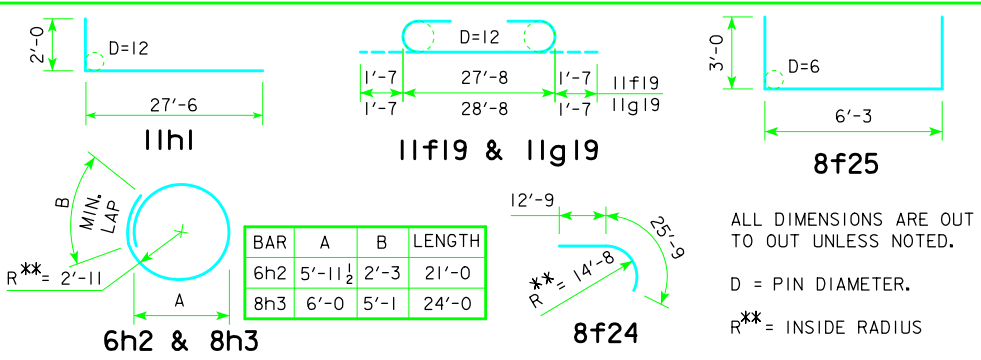 2'-0
D=12
27'-6
11h1
D=12
1'-7 27'-8 1'-7 11f19
1'-7 28'-8 1'-7 11g19
11f19 & 11g19
3'-0
D=6
6'-3
8f25
B
MIN. LAP
R**= 2'-11
A
6h2 & 8h3
BAR A B LENGTH
6h2 5'-11½ 2'-3 21'-0
8h3 6'-0 5'-1 24'-0
12'-9
25'-9
R**= 14'-8
8f24
ALL DIMENSIONS ARE OUT
TO OUT UNLESS NOTED.
D = PIN DIAMETER.
R**= INSIDE RADIUS